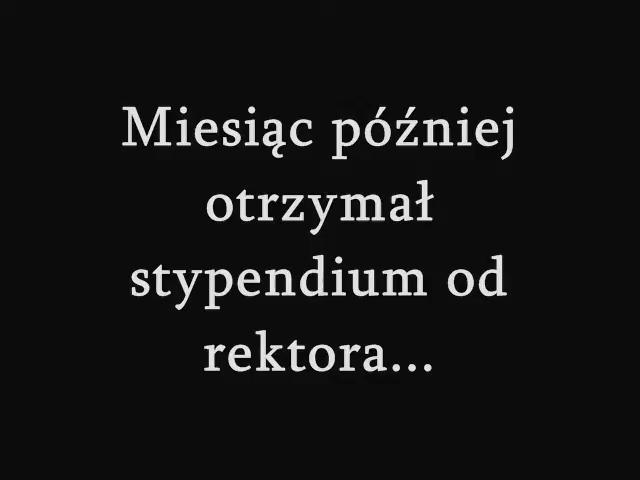 Miesiąc później
otrzymał
stypendium od
rektora...